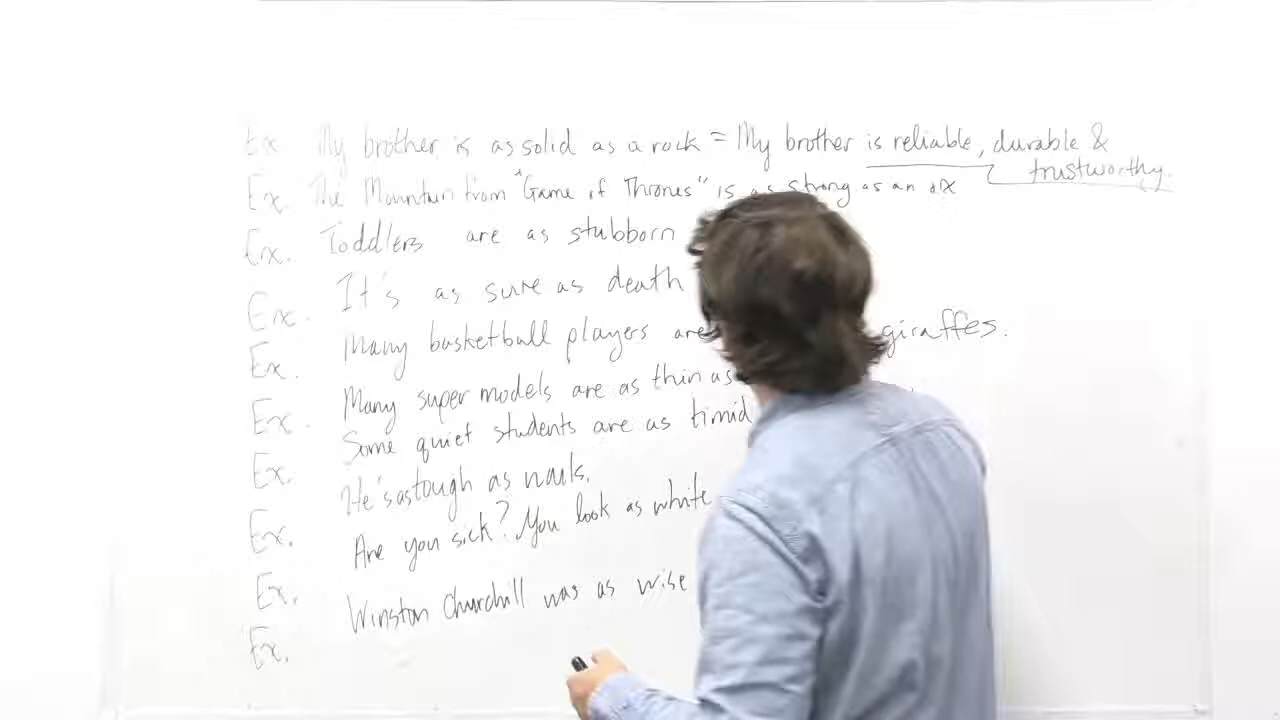 Ex. My brother is as solid as a rock = My brother is reliable, durable &
trustworthy.
Ex. The Mountain from "Game of Thrones" is as strong as an ox
Ex. Toddlers are as stubborn
Ex. It's as sure as death
Ex. Many basketball players are giraffes.
Ex. Many super models are as thin as
Ex. Some quiet students are as timid
Ex. He's as tough as nails.
Ex. Are you sick? You look as white
Ex. Winston Churchill was as wise